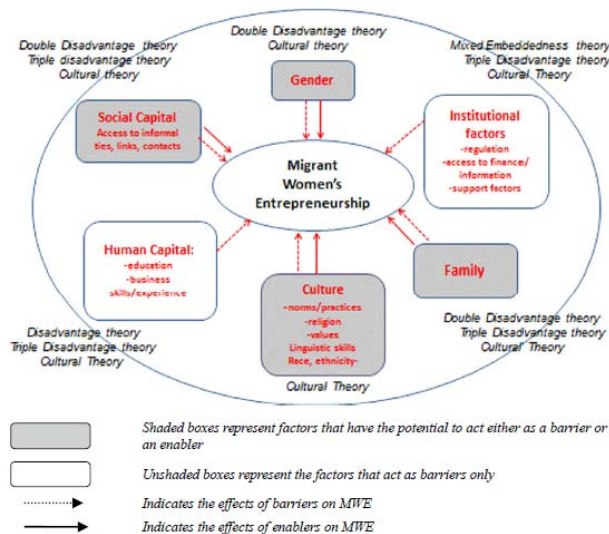 Double Disadvantage theory
Triple disadvantage theory
Cultural theory
Double Disadvantage theory
Cultural theory
Mixed Embeddedness theory
Triple Disadvantage theory
Cultural Theory
Gender
Social Capital
Access to informal
ties, links, contacts
Institutional
factors
-regulation
-access to finance/
information
-support factors
Migrant
Women's
Entrepreneurship
Human Capital:
-education
-business
skills/experience
Culture
-norms/practices
-religion
-values
Linguistic skills
Race, ethnicity-
Family
Disadvantage theory
Triple Disadvantage theory
Cultural Theory
Double Disadvantage theory
Triple Disadvantage theory
Cultural Theory
Cultural Theory
Shaded boxes represent factors that have the potential to act either as a barrier or
an enabler
Unshaded boxes represent the factors that act as barriers only
Indicates the effects of barriers on MWE
Indicates the effects of enablers on MWE